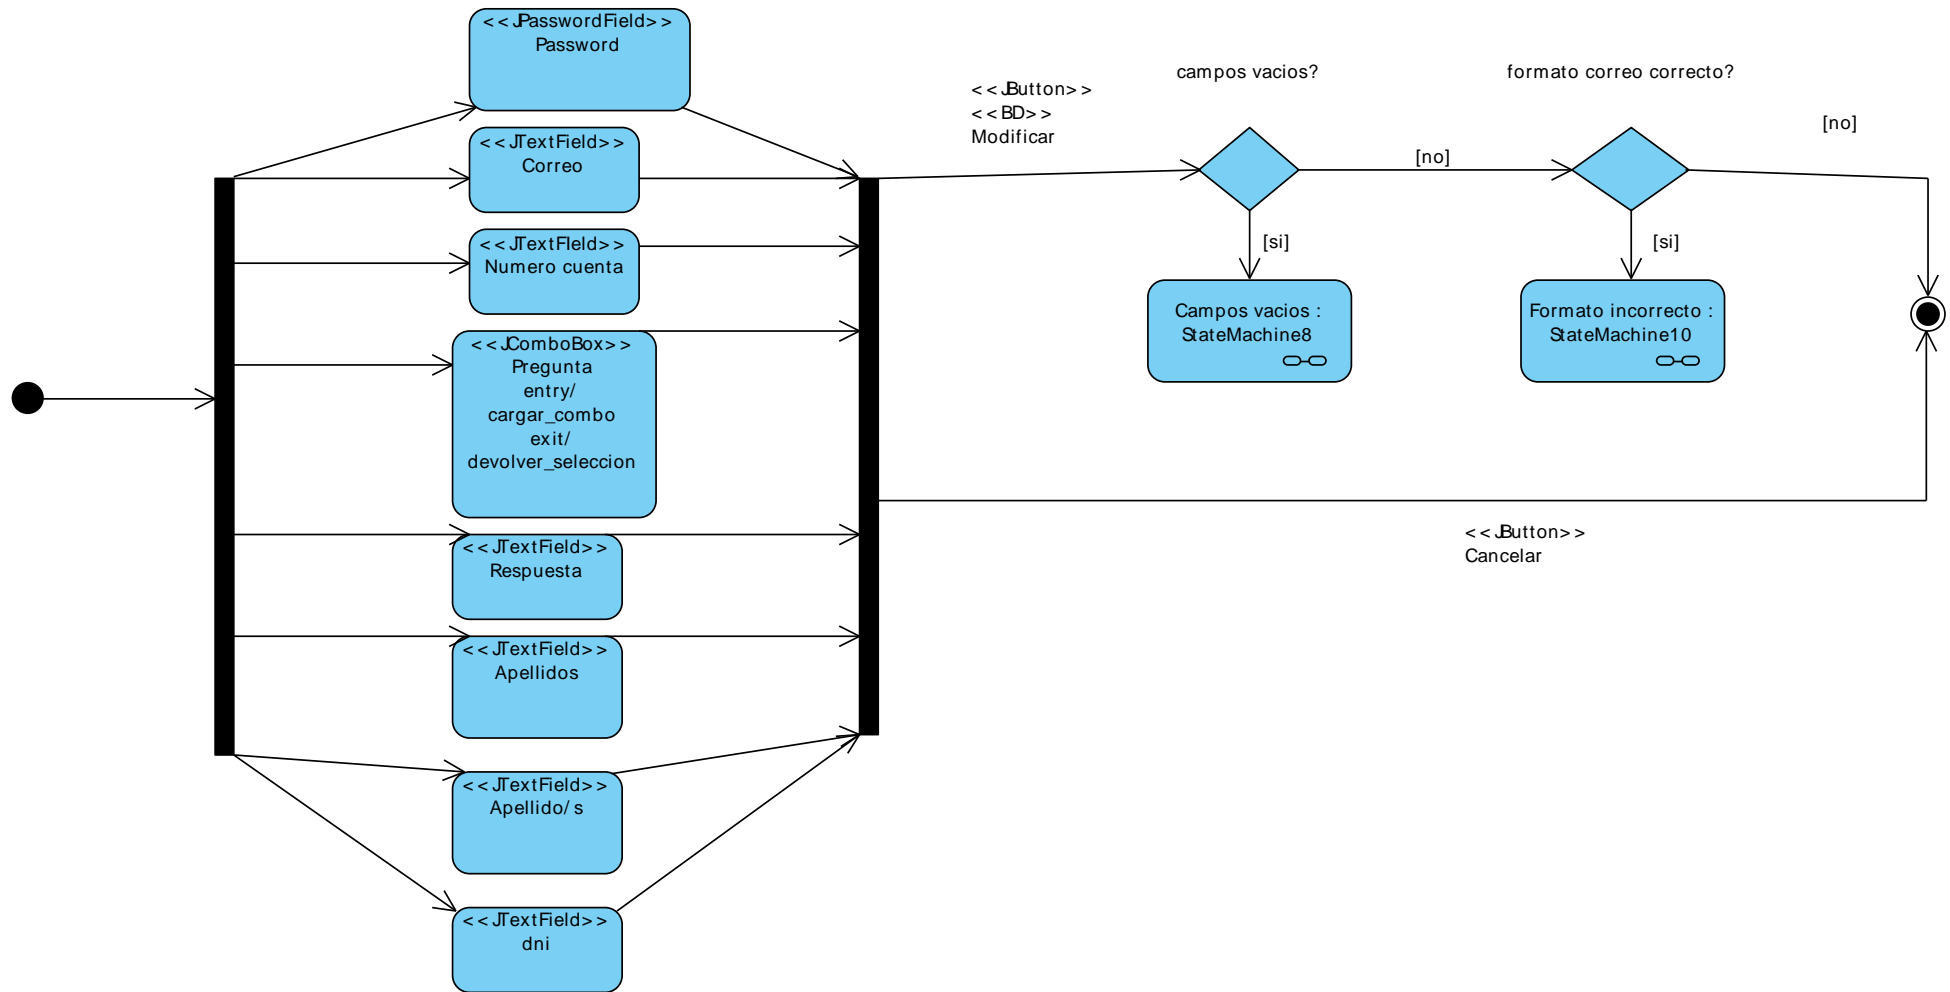 <<JPasswordField>>
Password
<<JTextField>>
Correo
<<JTextFIeld>>
Numero cuenta
<<JComboBox>>
Pregunta
entry/
cargar_combo
exit/
devolver_seleccion
<<JTextField>>
Respuesta
<<JTextField>>
Apellidos
<<JTextField>>
Apellido/s
<<JTextField>>
dni
<<JButton>>
<<BD>>
Modificar
campos vacios?
[no]
[si]
Campos vacios :
StateMachine8
formato correo correcto?
[no]
[si]
Formato incorrecto :
StateMachine10
<<JButton>>
Cancelar